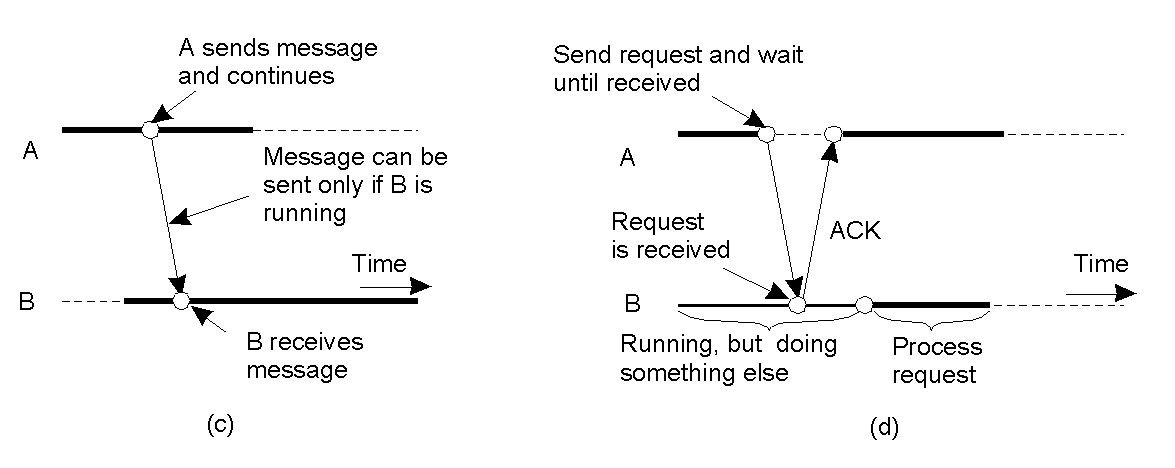 A sends message
and continues
A
Message can be
sent only if B is
running
Time
B
B receives
message
(c)
Send request and wait
until received
A
Request
is received
ACK
Time
B
Running, but doing
something else
Process
request
(d)